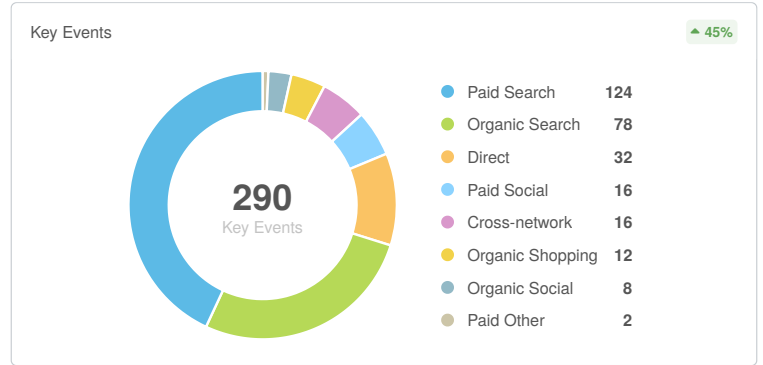 Key Events
45%
290
Key Events
Paid Search 124
Organic Search 78
Direct 32
Paid Social 16
Cross-network 16
Organic Shopping 12
Organic Social 8
Paid Other 2